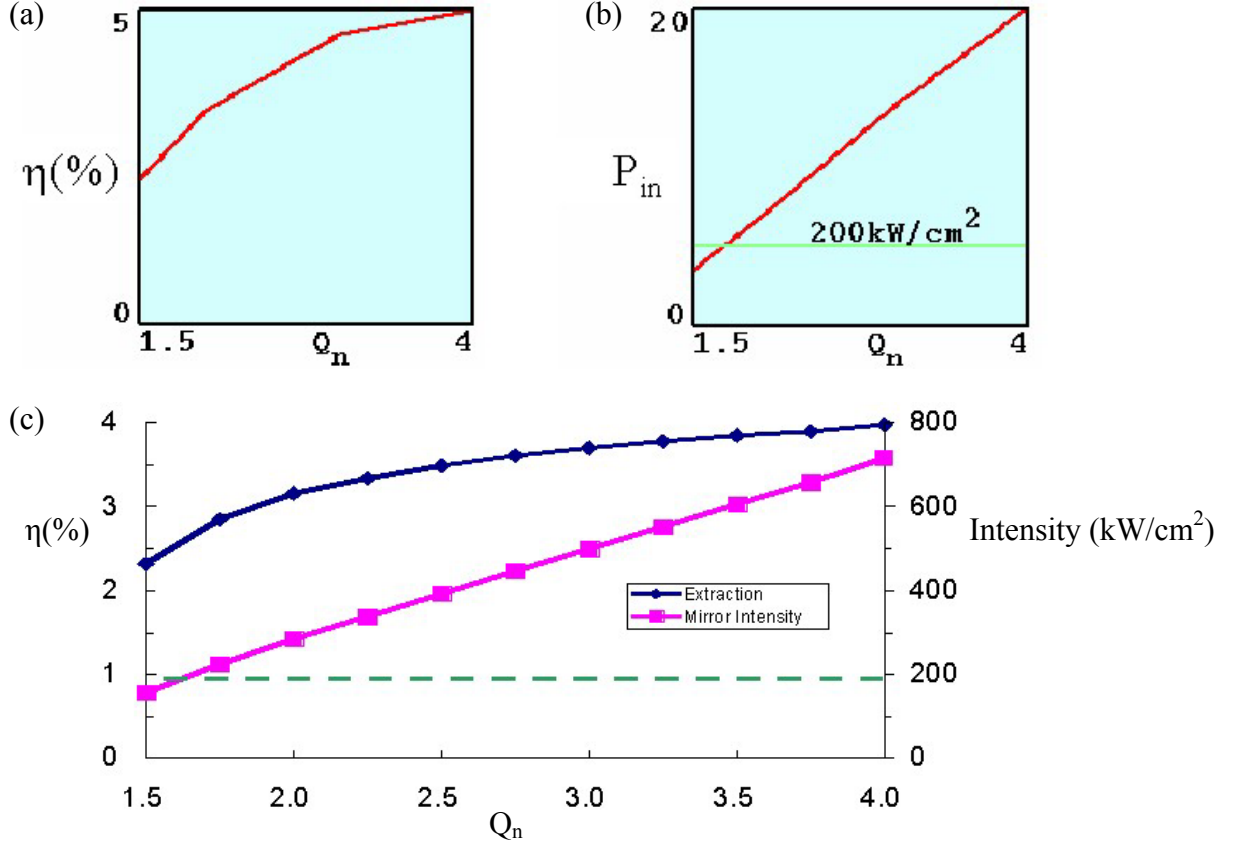 (a)
5
η(%)
0
1.5
Qn
4
(b)
20
Pin
200kW/cm²
0
1.5
Qn
4
(c)
4
3
η(%)
2
1
0
800
600
Intensity (kW/cm²)
400
200
0
Extraction
Mirror Intensity
1.5 2.0 2.5 3.0 3.5 4.0
Qn